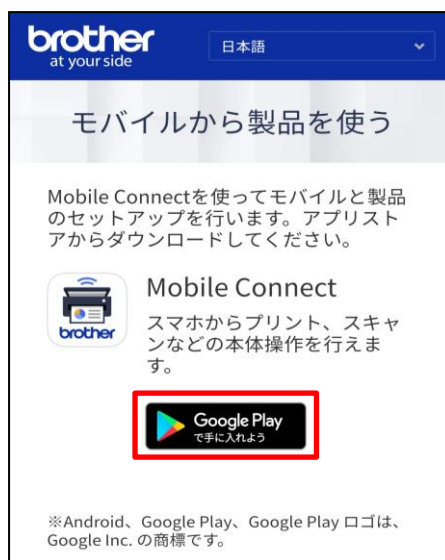 brother
at your side
日本語
モバイルから製品を使う
Mobile Connectを使ってモバイルと製品
のセットアップを行います。アプリスト
アからダウンロードしてください。
brother
Mobile Connect
スマホからプリント、スキャ
ンなどの本体操作を行えま
す。
Google Play
で手に入れよう
※Android、Google Play、Google Play ロゴは、
Google Inc. の商標です。